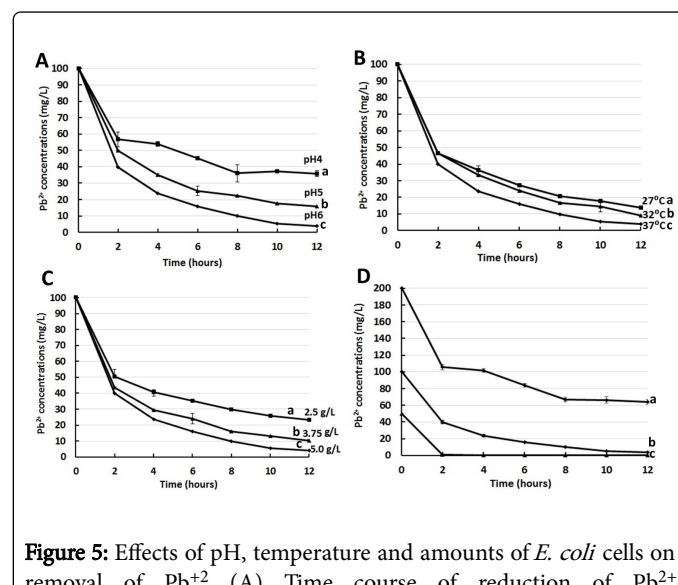 A
Pb²⁺ concentrations (mg/L)
100
90
80
70
60
50
40
30
20
10
0
pH4
a
pH5
b
pH6
c
0 2 4 6 8 10 12
Time (hours)
B
Pb²⁺ concentrations (mg/L)
100
90
80
70
60
50
40
30
20
10
0
27°C a
32°C b
37°C c
0 2 4 6 8 10 12
Time (hours)
C
Pb²⁺ concentrations (mg/L)
100
90
80
70
60
50
40
30
20
10
0
a 2.5 g/L
b 3.75 g/L
c 5.0 g/L
0 2 4 6 8 10 12
Time (hours)
D
Pb²⁺ concentrations (mg/L)
200
180
160
140
120
100
80
60
40
20
0
a
b
c
0 2 4 6 8 10 12
Time (hours)
Figure 5: Effects of pH, temperature and amounts of E. coli cells on
removal of Pb⁺² (A) Time course of reduction of Pb²⁺